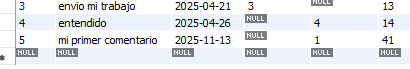 3 envio mi trabajo 2025-04-21 3 NULL 13
4 entendido 2025-04-26 NULL 4 14
5 mi primer comentario 2025-11-13 NULL 1 41
NULL NULL NULL NULL NULL NULL